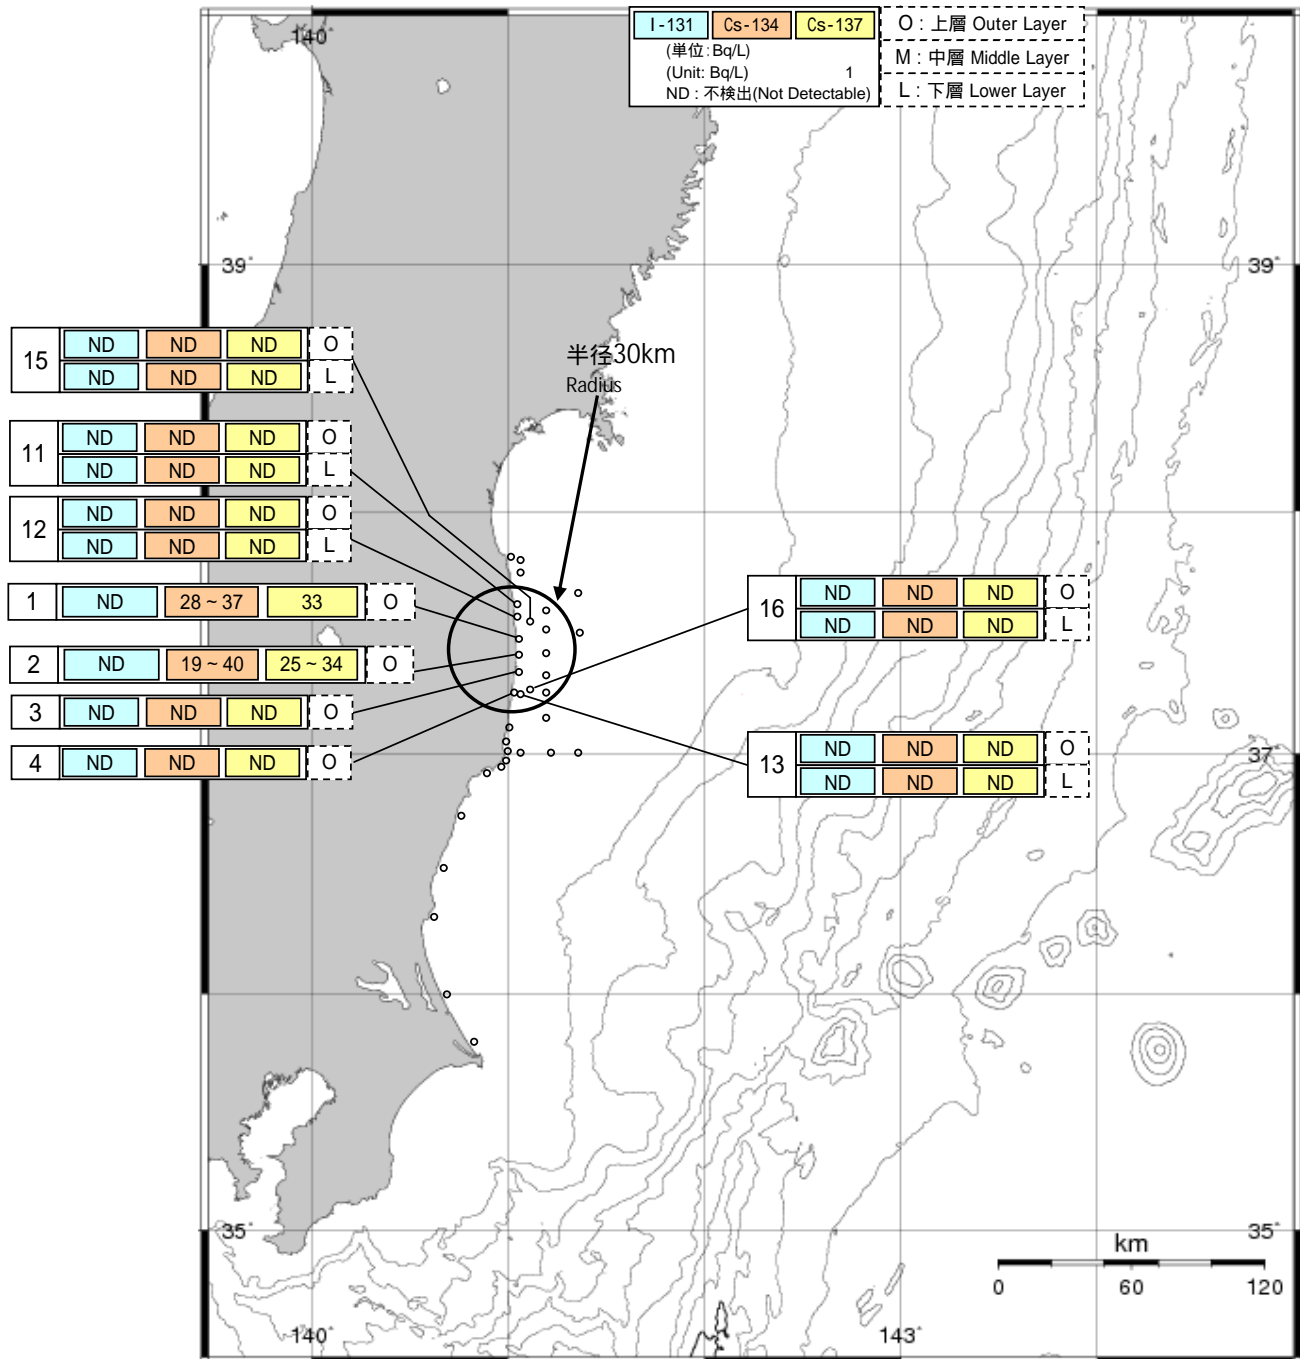 I-131 Cs-134 Cs-137
(単位:Bq/L)
(Unit: Bq/L) 1
ND : 不検出(Not Detectable)
O : 上層 Outer Layer
M : 中層 Middle Layer
L : 下層 Lower Layer
140°
39° 39°
半径30km
Radius
15 ND ND ND O
ND ND ND L
11 ND ND ND O
ND ND ND L
12 ND ND ND O
ND ND ND L
1 ND 28 ~ 37 33 O
2 ND 19 ~ 40 25 ~ 34 O
3 ND ND ND O
4 ND ND ND O
16 ND ND ND O
ND ND ND L
13 ND ND ND O
ND ND ND L
37°
35° 35°
km
0 60 120
140° 143°